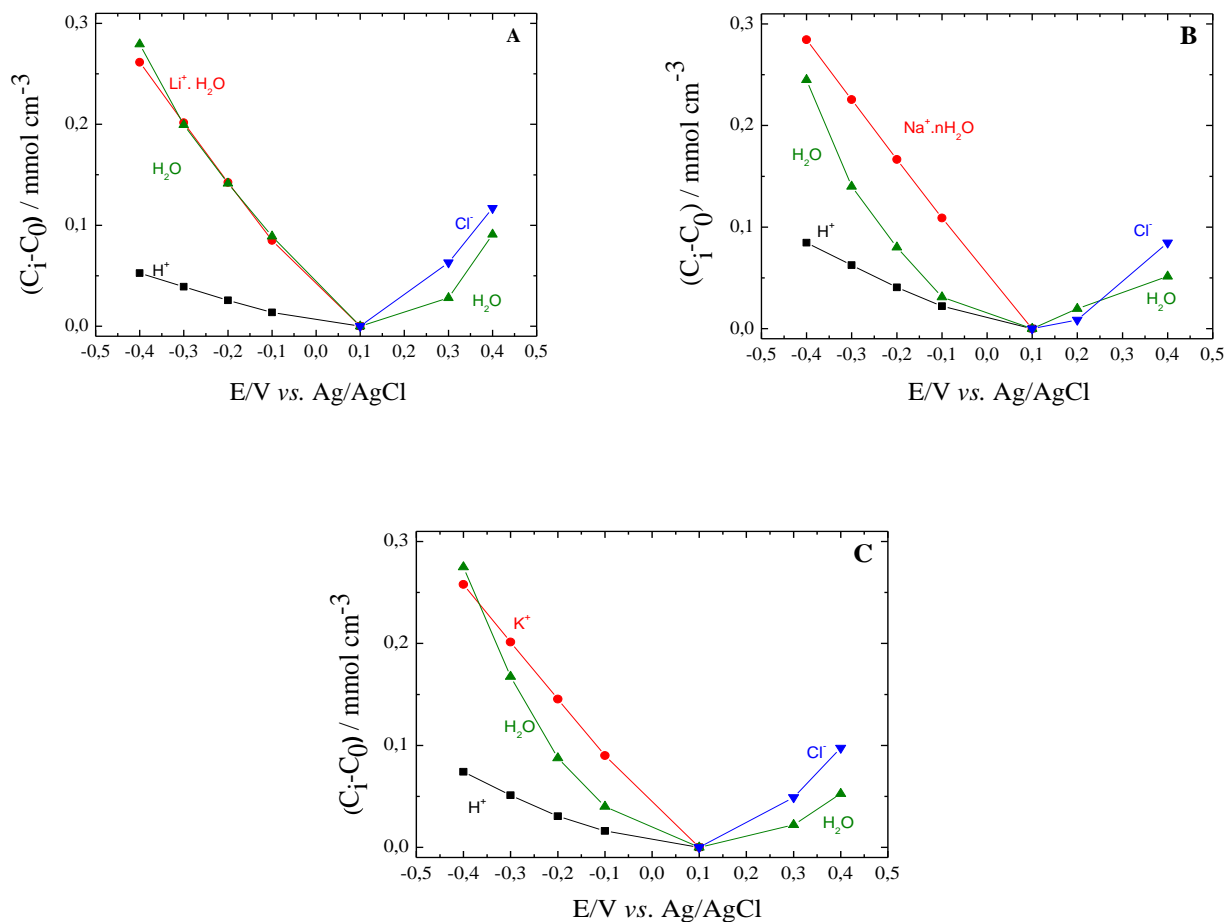 A
(Cᵢ-C₀) / mmol cm⁻³
0,3
0,2
0,1
0,0
Li⁺. H₂O
H₂O
H⁺
Cl⁻
H₂O
-0,5 -0,4 -0,3 -0,2 -0,1 0,0 0,1 0,2 0,3 0,4 0,5
E/V vs. Ag/AgCl
B
(Cᵢ-C₀) / mmol cm⁻³
0,3
0,2
0,1
0,0
Na⁺.nH₂O
H₂O
H⁺
Cl⁻
H₂O
-0,5 -0,4 -0,3 -0,2 -0,1 0,0 0,1 0,2 0,3 0,4 0,5
E/V vs. Ag/AgCl
C
(Cᵢ-C₀) / mmol cm⁻³
0,3
0,2
0,1
0,0
K⁺
H₂O
H⁺
Cl⁻
H₂O
-0,5 -0,4 -0,3 -0,2 -0,1 0,0 0,1 0,2 0,3 0,4 0,5
E/V vs. Ag/AgCl